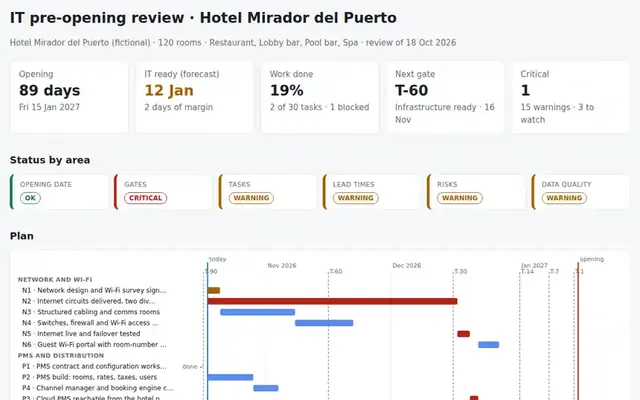 IT pre-opening review · Hotel Mirador del Puerto
Hotel Mirador del Puerto (fictional) · 120 rooms · Restaurant, Lobby bar, Pool bar, Spa · review of 18 Oct 2026
Opening
89 days
Fri 15 Jan 2027
IT ready (forecast)
12 Jan
2 days of margin
Work done
19%
2 of 30 tasks · 1 blocked
Next gate
T-60
Infrastructure ready · 16
Nov
Critical
1
15 warnings · 3 to
watch
Status by area
OPENING DATE
OK
GATES
CRITICAL
TASKS
WARNING
LEAD TIMES
WARNING
RISKS
WARNING
DATA QUALITY
WARNING
Plan
today
opening
Nov 2026
Dec 2026
Jan 2027
T-90
T-60
T-30
T-14
T-7
T-1
NETWORK AND WI-FI
N1 · Network design and Wi-Fi survey sign…
N2 · Internet circuits delivered, two div…
N3 · Structured cabling and comms rooms
N4 · Switches, firewall and Wi-Fi access …
N5 · Internet live and failover tested
N6 · Guest Wi-Fi portal with room-number …
PMS AND DISTRIBUTION
P1 · PMS contract and configuration works…
done ✓
P2 · PMS build: rooms, rates, taxes, users
P4 · Channel manager and booking engine c…
P3 · Cloud PMS reachable from the hotel n…